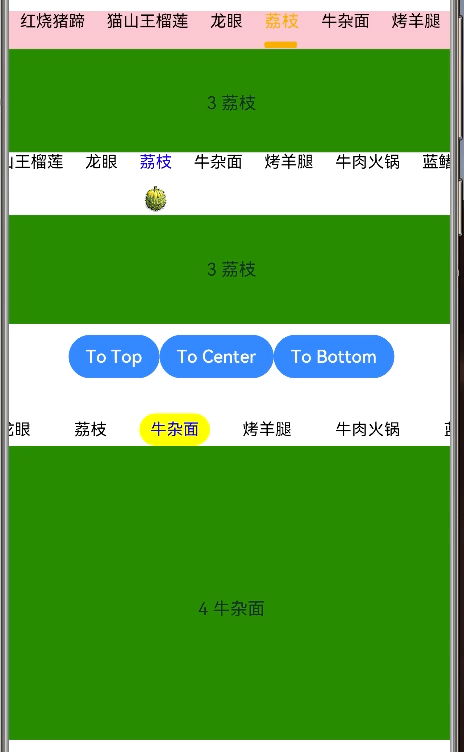 红烧猪蹄 猫山王榴莲 龙眼 荔枝 牛杂面 烤羊腿
3 荔枝
山王榴莲 龙眼 荔枝 牛杂面 烤羊腿 牛肉火锅 蓝鳍
3 荔枝
To Top To Center To Bottom
龙眼 荔枝 牛杂面 烤羊腿 牛肉火锅
4 牛杂面